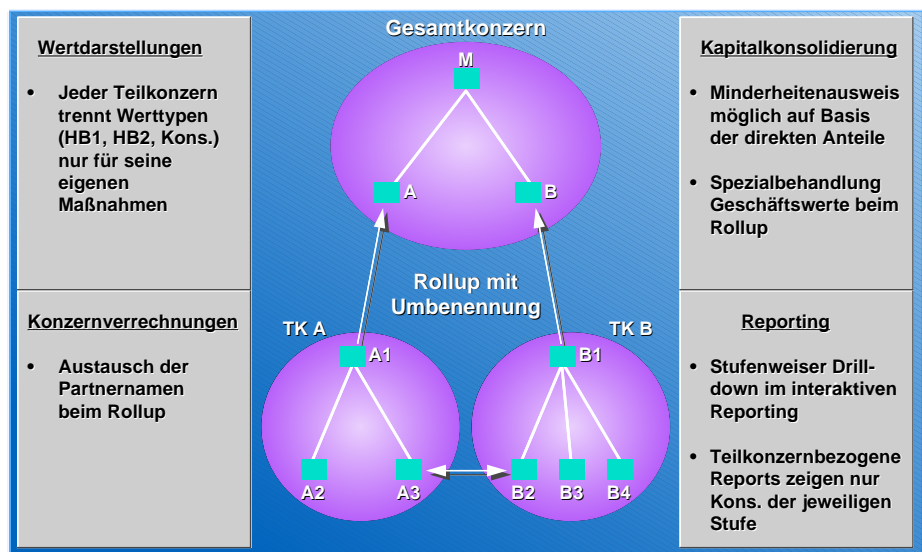 Wertdarstellungen
• Jeder Teilkonzern
trennt Werttypen
(HB1, HB2, Kons.)
nur für seine
eigenen
Maßnahmen
Konzernverrechnungen
• Austausch der
Partnernamen
beim Rollup
Gesamtkonzern
M
A
B
Rollup mit
Umbenennung
TK A
TK B
A1
B1
A2
A3
B2
B3
B4
Kapitalkonsolidierung
• Minderheitenausweis
möglich auf Basis
der direkten Anteile
• Spezialbehandlung
Geschäftswerte beim
Rollup
Reporting
• Stufenweiser Drill-
down im interaktiven
Reporting
• Teilkonzernbezogene
Reports zeigen nur
Kons. der jeweiligen
Stufe